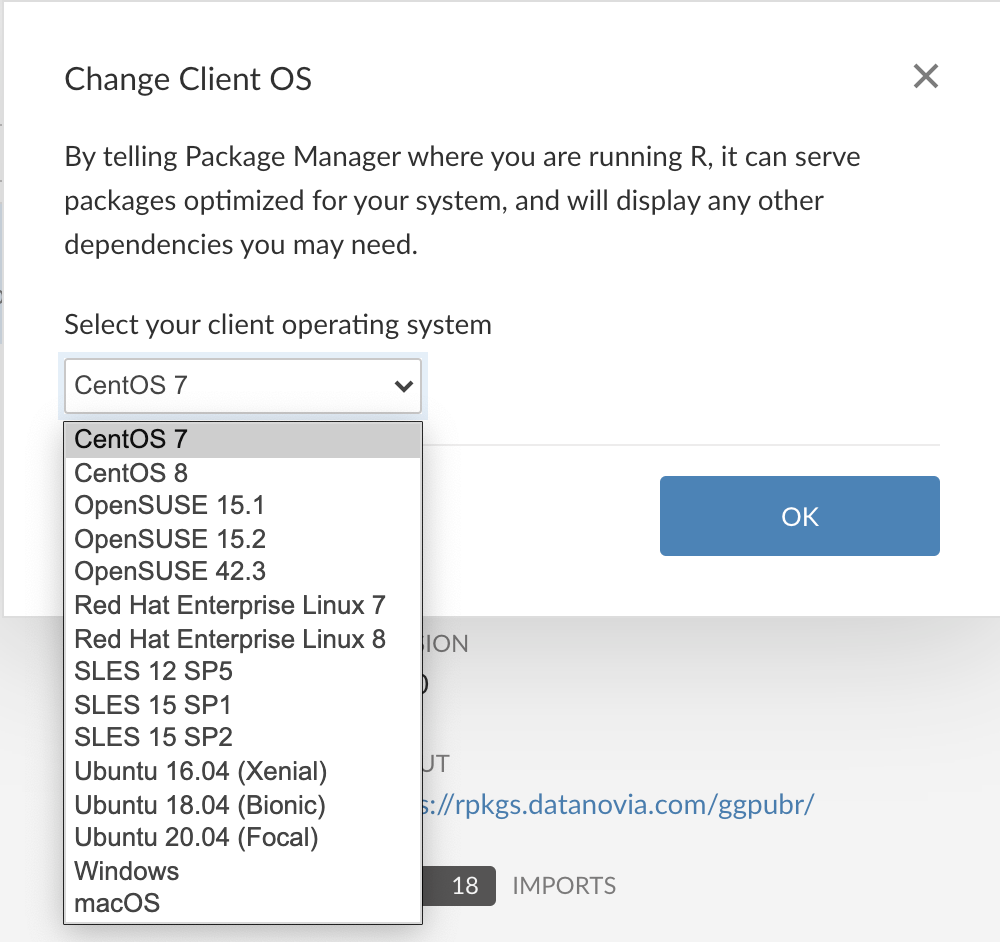 Change Client OS
By telling Package Manager where you are running R, it can serve
packages optimized for your system, and will display any other
dependencies you may need.
Select your client operating system
CentOS 7
CentOS 7
CentOS 8
OpenSUSE 15.1
OpenSUSE 15.2
OpenSUSE 42.3
Red Hat Enterprise Linux 7
Red Hat Enterprise Linux 8
SLES 12 SP5
SLES 15 SP1
SLES 15 SP2
Ubuntu 16.04 (Xenial)
Ubuntu 18.04 (Bionic)
Ubuntu 20.04 (Focal)
Windows
macOS
OK
s://rpkgs.datanovia.com/ggpubr/
18 IMPORTS